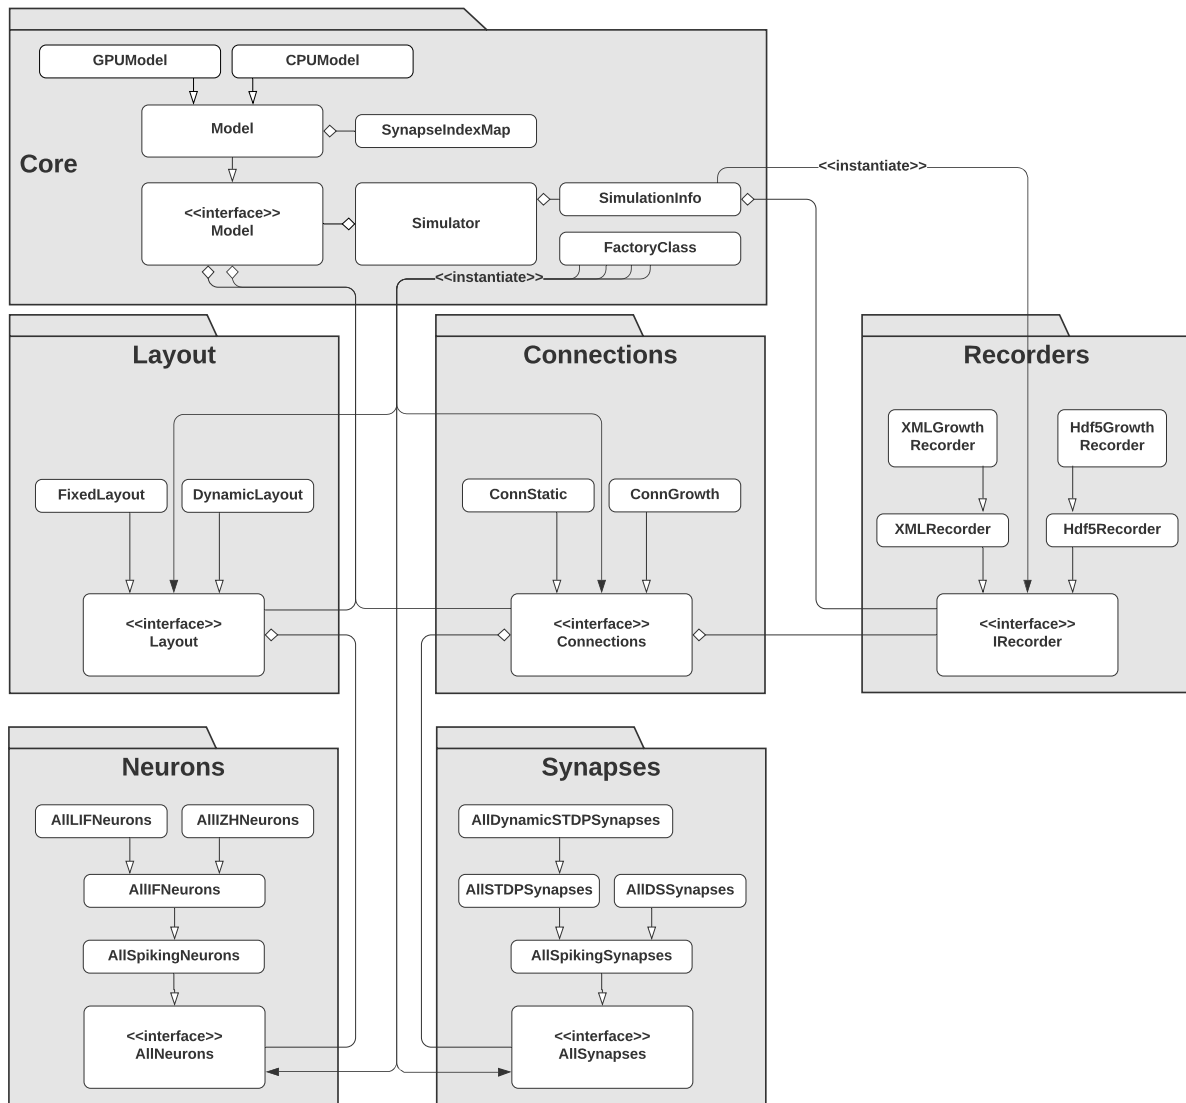 GPUModel
CPUModel
Model
SynapseIndexMap
Core
<<instantiate>>
<<interface>>
Model
Simulator
SimulationInfo
FactoryClass
<<instantiate>>
Layout
FixedLayout
DynamicLayout
<<interface>>
Layout
Connections
ConnStatic
ConnGrowth
<<interface>>
Connections
Recorders
XMLGrowth
Recorder
Hdf5Growth
Recorder
XMLRecorder
Hdf5Recorder
<<interface>>
IRecorder
Neurons
AllLIFNeurons
AllIZHNeurons
AllIFNeurons
AllSpikingNeurons
<<interface>>
AllNeurons
Synapses
AllDynamicSTDPSynapses
AllSTDPSynapses
AllDSSynapses
AllSpikingSynapses
<<interface>>
AllSynapses